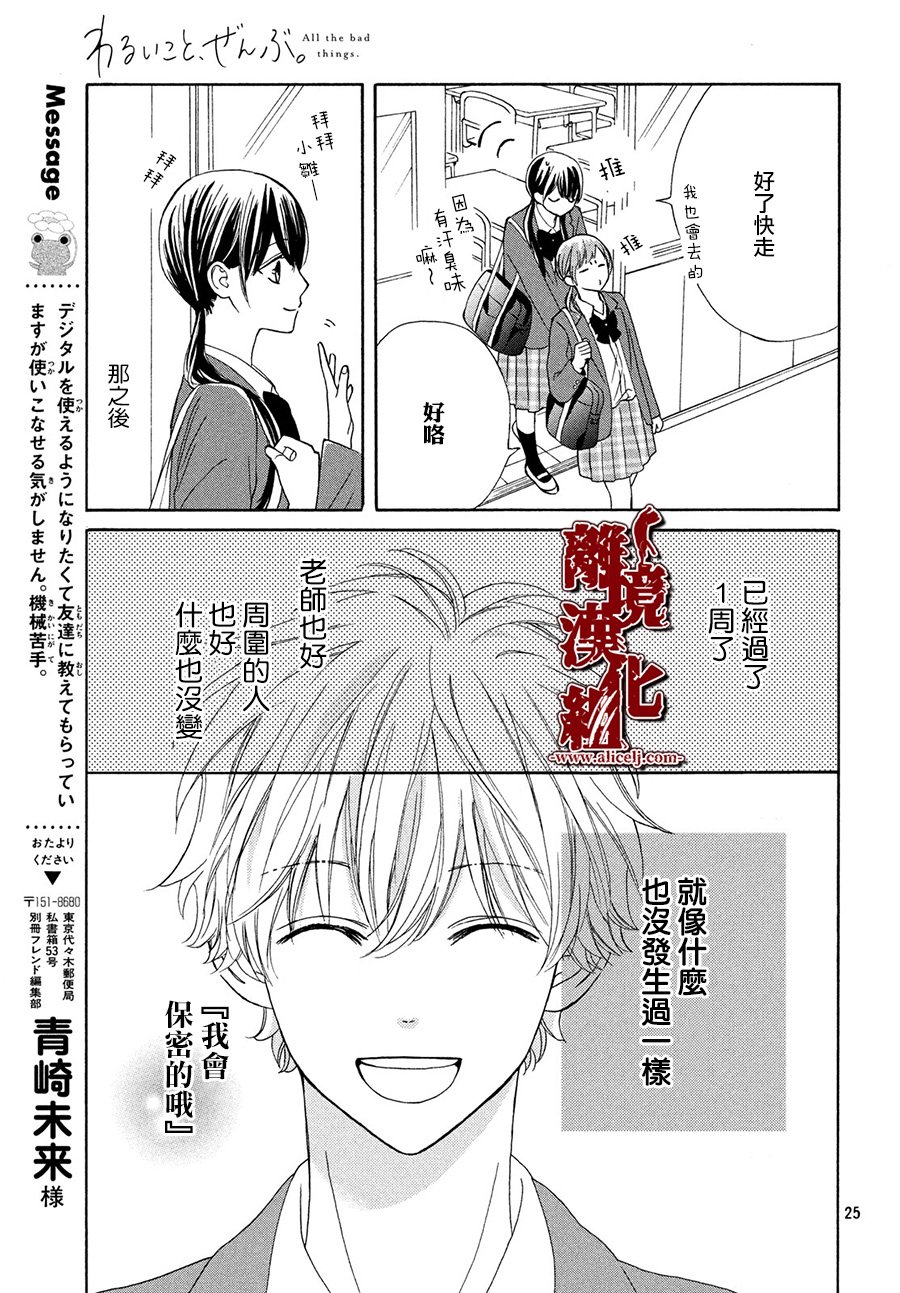 わるいこと、ぜんぶ。
All the bad
things.
好了快走
推
推
我也會去的
因為
有汗臭味
嘛～
好咯
拜拜
小雛—
拜拜
那之後
已經過了
1周了
老師也好
周圍的人
也好
什麼也沒變
離境漢化組
-www.alicelj.com-
就像什麼
也沒發生過一樣
『我會
保密的哦』
25
Message
デジタルを使えるようになりたくて友達に教えてもらってい
ますが使いこなせる気がしません。機械苦手。
おたより
ください
▼
〒151-8680
東京代々木郵便局
私書箱53号
別冊フレンド編集部
青崎未来様